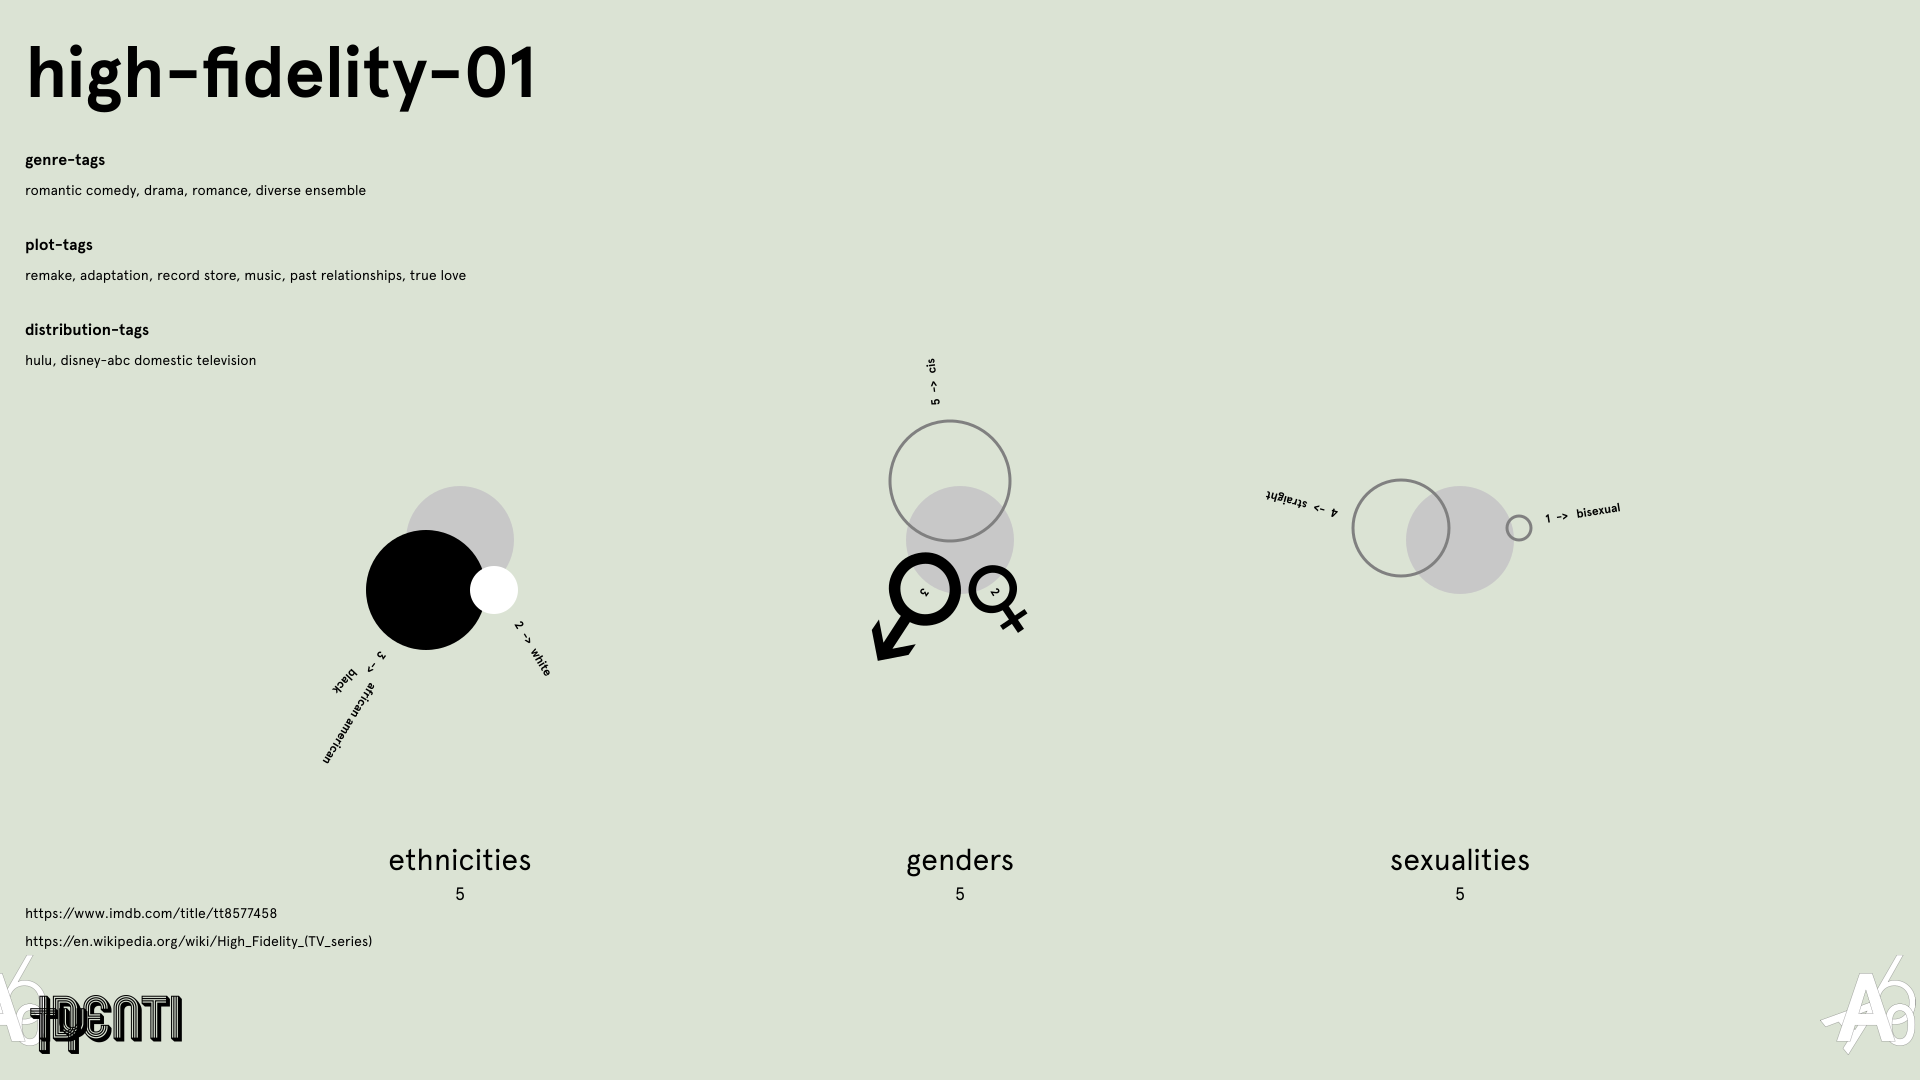 high-fidelity-01
genre-tags
romantic comedy, drama, romance, diverse ensemble
plot-tags
remake, adaptation, record store, music, past relationships, true love
distribution-tags
hulu, disney-abc domestic television
5 -> cis
4 -> straight
1 -> bisexual
3
2
2 -> white
3 -> african american
black
ethnicities
5
genders
5
sexualities
5
https://www.imdb.com/title/tt8577458
https://en.wikipedia.org/wiki/High_Fidelity_(TV_series)
IDENTI